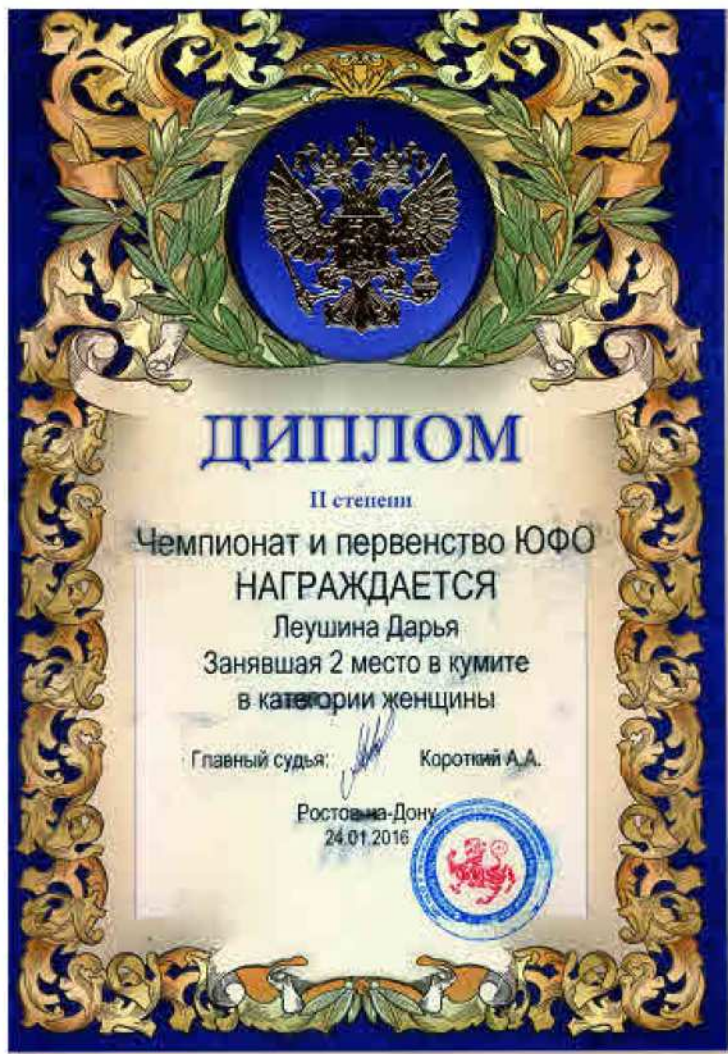 ДИПЛОМ
II степени
Чемпионат и первенство ЮФО
НАГРАЖДАЕТСЯ
Леушина Дарья
Занявшая 2 место в кумите
в категории женщины
Главный судья: Короткий А.А.
Ростов-на-Дону
24.01.2016